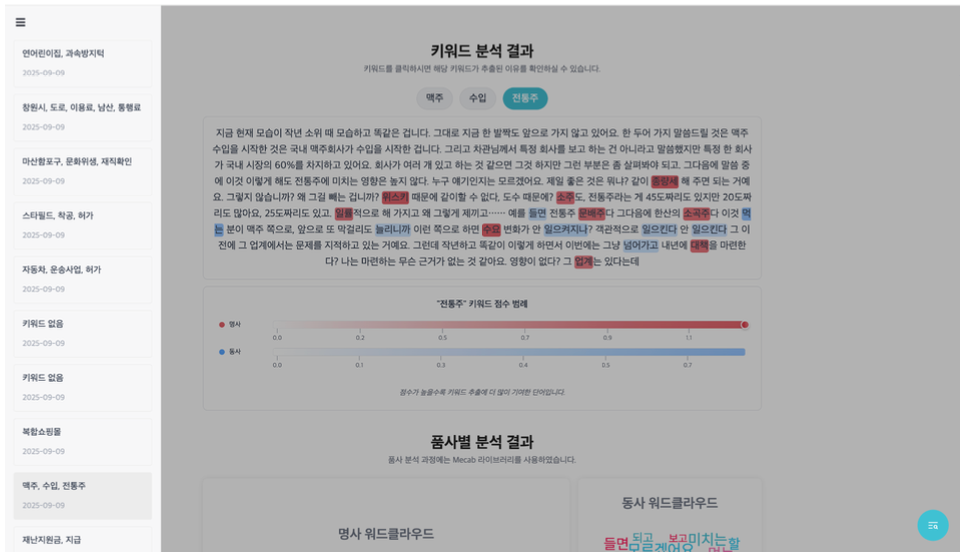 연어린이집, 과속방지턱
2025-09-09
창원시, 도로, 이용료, 남산, 통행료
2025-09-09
마산합포구, 문화위생, 재직확인
2025-09-09
스타필드, 착공, 허가
2025-09-09
자동차, 운송사업, 허가
2025-09-09
키워드 없음
2025-09-09
키워드 없음
2025-09-09
복합쇼핑몰
2025-09-09
맥주, 수입, 전통주
2025-09-09
재난지원금, 지급
키워드 분석 결과
키워드를 클릭하시면 해당 키워드가 추출된 이유를 확인하실 수 있습니다.
맥주 수입 전통주
지금 현재 모습이 작년 소위 때 모습하고 똑같은 겁니다. 그대로 지금 한 발짝도 앞으로 가지 않고 있어요. 한 두어 가지 말씀드릴 것은 맥주
수입을 시작한 것은 국내 맥주회사가 수입을 시작한 겁니다. 그리고 차관님께서 특정 회사를 보고 하는 건 아니라고 말씀했지만 특정 한 회사
가 국내 시장의 60%를 차지하고 있어요. 회사가 여러 개 있고 하는 것 같으면 그것 하지만 그런 부분은 좀 살펴봐야 되고, 그다음에 말씀 중
에 이것 이렇게 해도 전통주에 미치는 영향은 높지 않다. 누구 얘기인지는 모르겠어요. 제일 좋은 것은 뭐냐? 같이 종량세 해 주면 되는 거예
요. 그렇지 않습니까? 왜 그걸 빼는 겁니까? 위스키 때문에 같이할 수 없다, 도수 때문에? 소주도, 전통주라는 게 45도짜리도 있지만 20도짜
리도 많아요, 25도짜리도 있고. 일률적으로 해 가지고 왜 그렇게 제끼고…… 예를 들면 전통주 문배주다 그다음에 한산의 소곡주다 이것 먹
는 분이 맥주 쪽으로, 앞으로 또 막걸리도 늘리니까 이런 쪽으로 하면 수요 변화가 안 일으켜지나? 객관적으로 일으킨다 안 일으킨다 그 이
전에 그 업계에서는 문제를 지적하고 있는 거예요. 그런데 작년하고 똑같이 이렇게 하면서 이번에는 그냥 넘어가고 내년에 대책을 마련한
다? 나는 마련하는 무슨 근거가 없는 것 같아요. 영향이 없다? 그 업계는 있다는데
"전통주" 키워드 점수 범례
명사
0.0 0.2 0.5 0.7 0.9 1.1
동사
0.0 0.1 0.3 0.4 0.5 0.7
점수가 높을수록 키워드 추출에 더 많이 기여한 단어입니다.
품사별 분석 결과
품사 분석 과정에는 Mecab 라이브러리를 사용하였습니다.
명사 워드클라우드
동사 워드클라우드
들면 되고 보고 미치는 할
모르겠어요